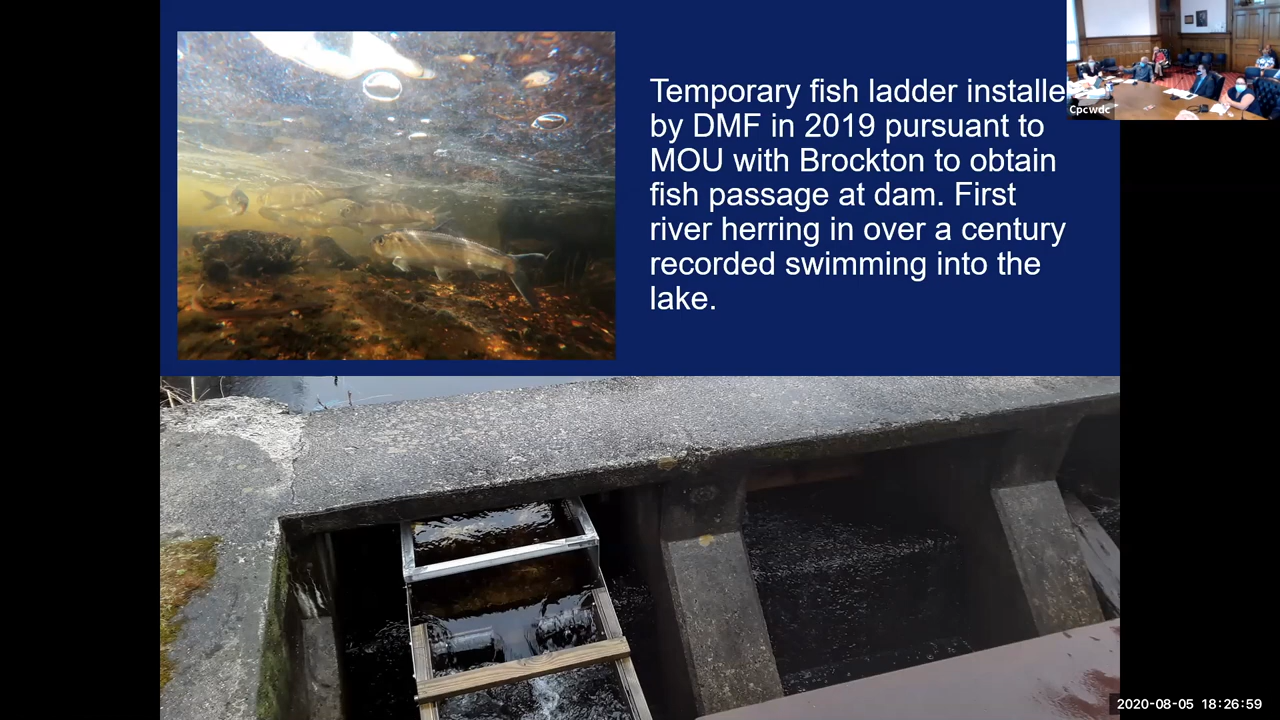 Temporary fish ladder installe
by DMF in 2019 pursuant to
MOU with Brockton to obtain
fish passage at dam. First
river herring in over a century
recorded swimming into the
lake.
Cpcwdc
2020-08-05 18:26:59